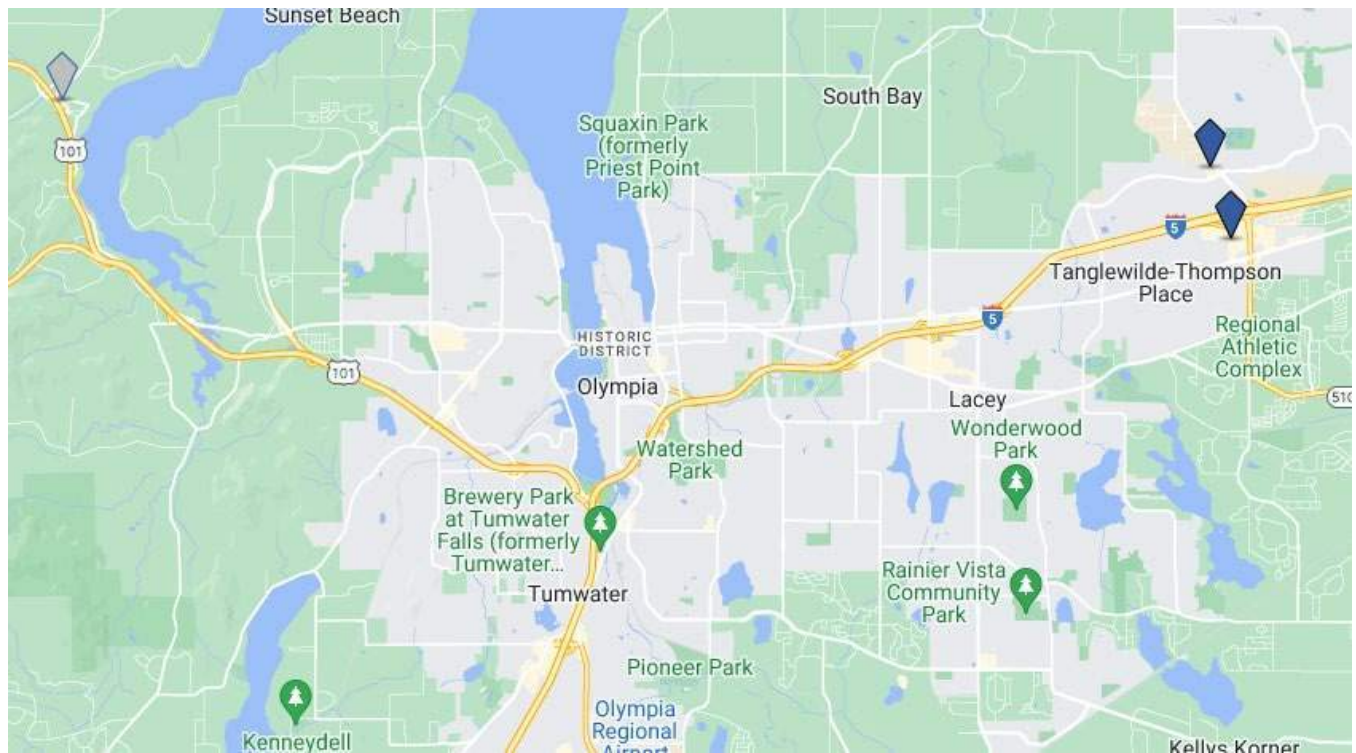 Sunset Beach
101
South Bay
Squaxin Park
(formerly
Priest Point
Park)
5
Tanglewilde-Thompson
Place
5
HISTORIC
DISTRICT
Regional
Athletic
Complex
101
Olympia
Lacey
510
Wonderwood
Park
Watershed
Park
Brewery Park
at Tumwater
Falls (formerly
Tumwater...
Rainier Vista
Community
Park
Tumwater
Pioneer Park
Olympia
Regional
Airport
Kenneydell
Kellys Korner